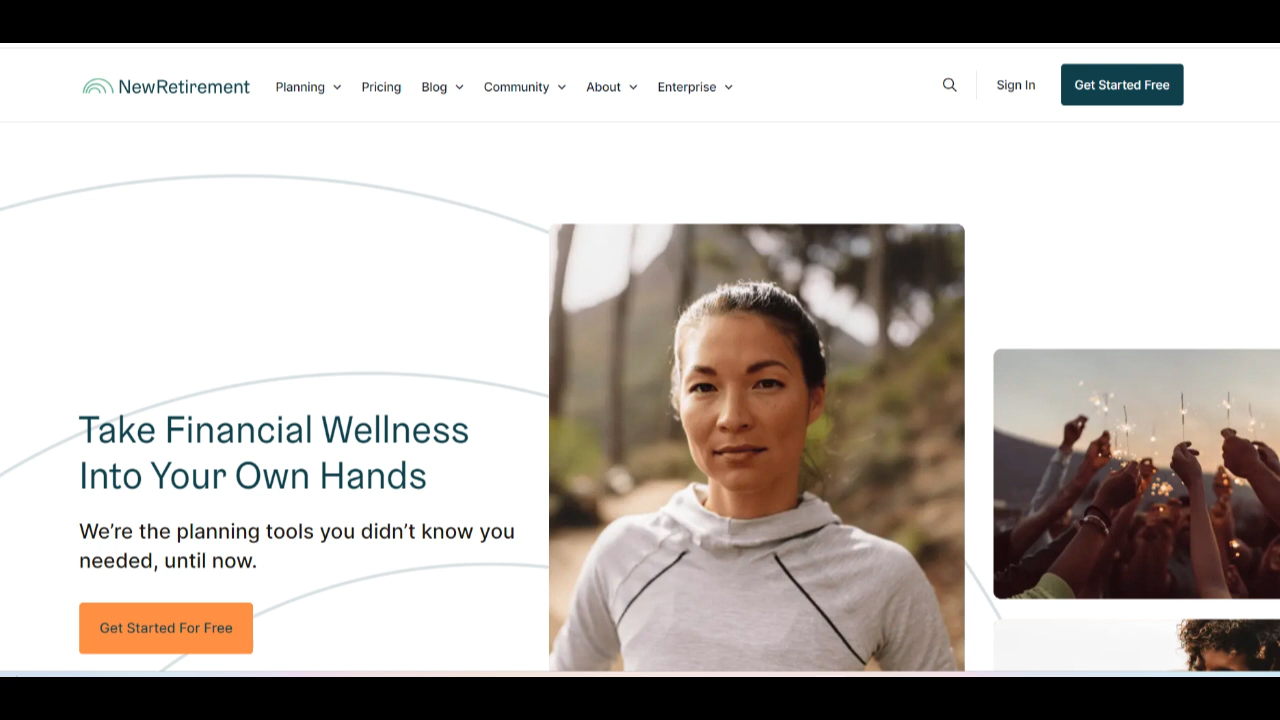 NewRetirement Planning Pricing Blog Community About Enterprise Sign In Get Started Free
Take Financial Wellness
Into Your Own Hands
We’re the planning tools you didn’t know you
needed, until now.
Get Started For Free